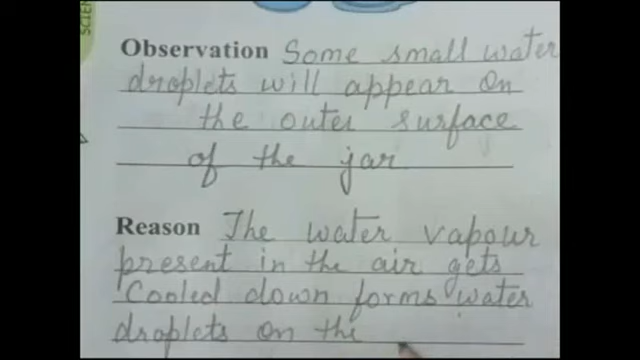 SCIEN
Observation Some small water
droplets will appear on
the outer surface
of the jar
Reason The water vapour
present in the air gets
Cooled down forms water
droplets on the